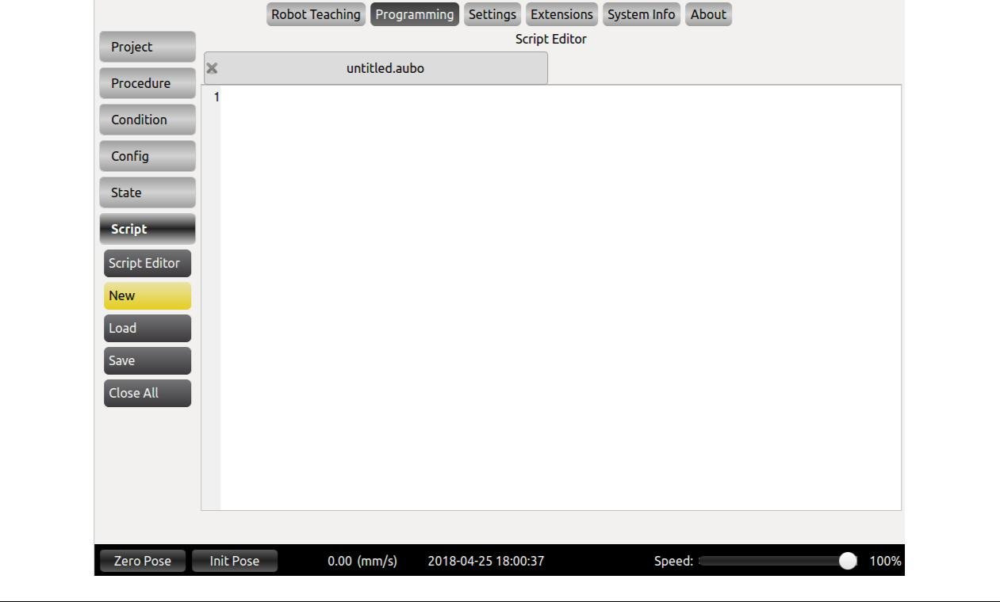 Robot Teaching Programming Settings Extensions System Info About
Script Editor
Project
Procedure
Condition
Config
State
Script
Script Editor
New
Load
Save
Close All
untitled.aubo
1
Zero Pose Init Pose 0.00 (mm/s) 2018-04-25 18:00:37 Speed: 100%